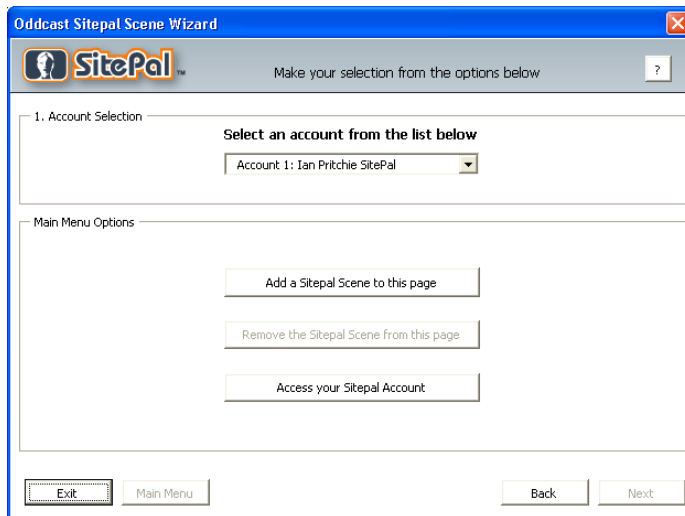 Oddcast Sitepal Scene Wizard
SitePal™
Make your selection from the options below
?
1. Account Selection
Select an account from the list below
Account 1: Ian Pritchie SitePal
Main Menu Options
Add a Sitepal Scene to this page
Remove the Sitepal Scene from this page
Access your Sitepal Account
Exit Main Menu Back Next